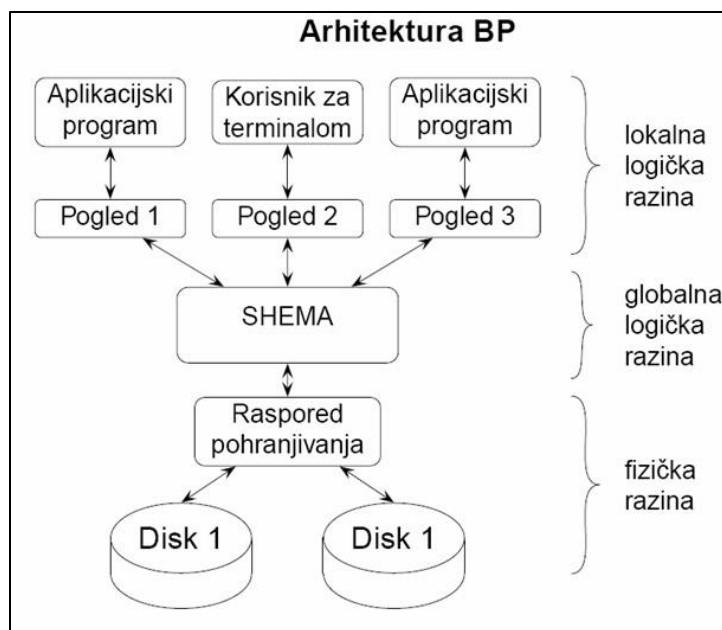 Arhitektura BP
Aplikacijski
program
Korisnik za
terminalom
Aplikacijski
program
lokalna
logička
razina
Pogled 1
Pogled 2
Pogled 3
SHEMA
globalna
logička
razina
Raspored
pohranjivanja
fizička
razina
Disk 1
Disk 1